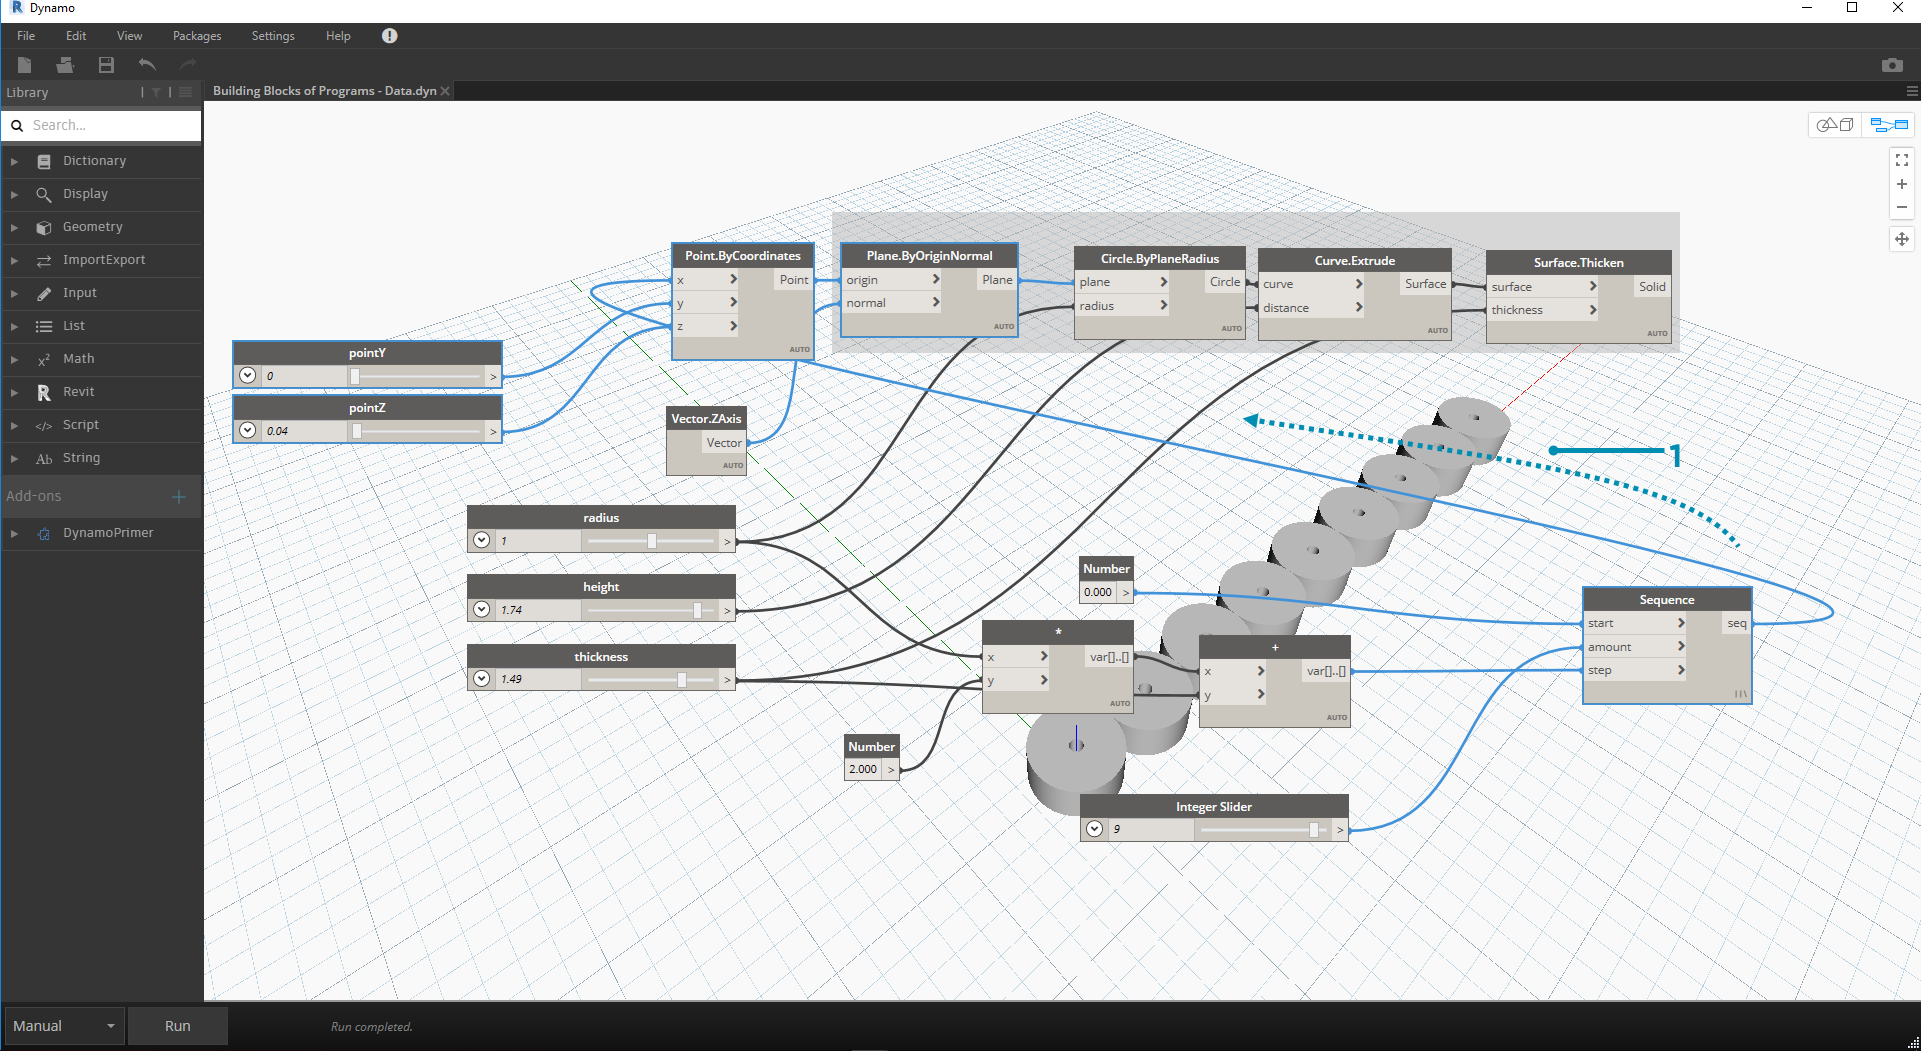 Dynamo
File Edit View Packages Settings Help
Library
Building Blocks of Programs - Data.dyn
Search...
Dictionary
Display
Geometry
ImportExport
Input
List
Math
Revit
Script
String
Add-ons
DynamoPrimer
Point.ByCoordinates
x > Point
y >
z >
AUTO
Plane.ByOriginNormal
origin > Plane
normal >
AUTO
Circle.ByPlaneRadius
plane > Circle
radius >
AUTO
Curve.Extrude
curve > Surface
distance >
AUTO
Surface.Thicken
surface > Solid
thickness >
AUTO
pointY
0 >
pointZ
0.04 >
Vector.ZAxis
Vector
AUTO
1
radius
1 >
height
1.74 >
thickness
1.49 >
Number
0.000 >
*
x > var[]..[]
y >
AUTO
+
x > var[]..[]
y >
AUTO
Sequence
start > seq
amount >
step >
Number
2.000 >
Integer Slider
9 >
Manual Run Run completed.